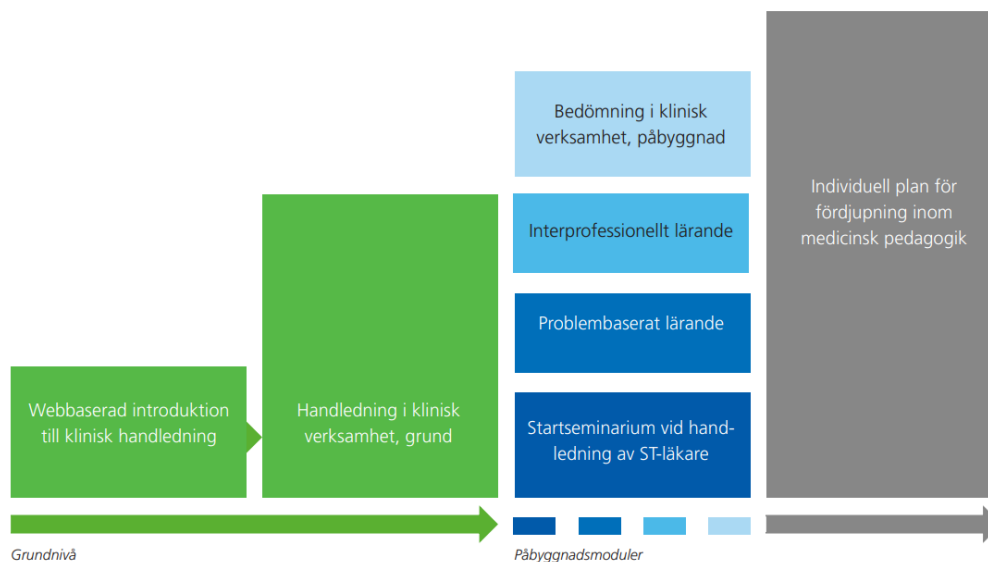 Webbaserad introduktion
till klinisk handledning
Handledning i klinisk
verksamhet, grund
Bedömning i klinisk
verksamhet, påbyggnad
Interprofessionellt lärande
Problembaserat lärande
Startseminarium vid hand-
ledning av ST-läkare
Individuell plan för
fördjupning inom
medicinsk pedagogik
Grundnivå
Påbyggnadsmoduler